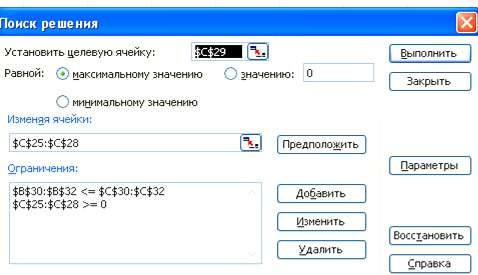 Поиск решения
Установить целевую ячейку: $C$29 Выполнить
Равной: максимальному значению значению: 0 Закрыть
минимальному значению
Изменяя ячейки:
$C$25:$C$28 Предположить
Ограничения: Параметры
$B$30:$B$32 <= $C$30:$C$32 Добавить
$C$25:$C$28 >= 0
Изменить
Восстановить
Удалить
Справка